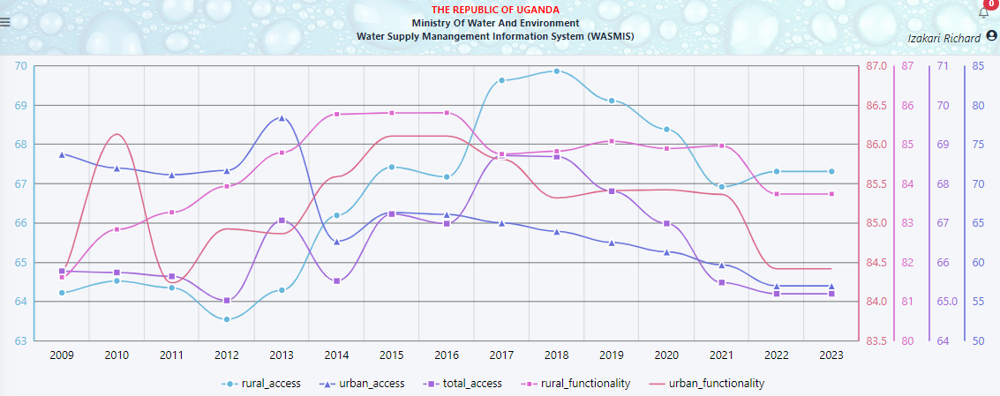 THE REPUBLIC OF UGANDA
Ministry Of Water And Environment
Water Supply Manangement Information System (WASMIS)
0
Izakari Richard
70 87.0 87 71 85
69 86.5 86 70 80
68 86.0 85 69 75
67 85.5 84 68 70
66 85.0 83 67 65
65 84.5 82 66 60
64 84.0 81 65.0 55
63 83.5 80 64 50
2009 2010 2011 2012 2013 2014 2015 2016 2017 2018 2019 2020 2021 2022 2023
rural_access urban_access total_access rural_functionality urban_functionality